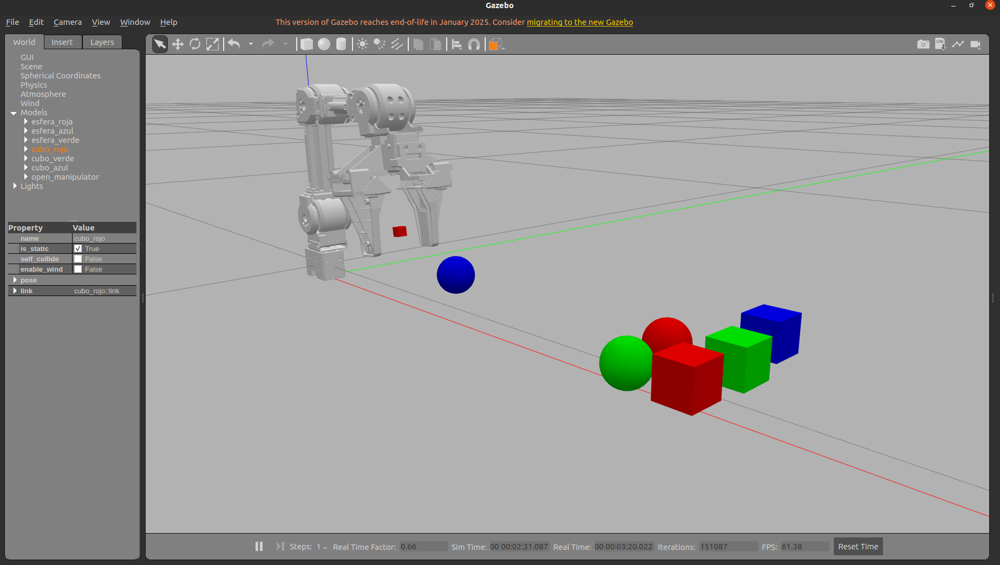 Gazebo
File Edit Camera View Window Help
This version of Gazebo reaches end-of-life in January 2025. Consider migrating to the new Gazebo
World Insert Layers
LOG
GUI
Scene
Spherical Coordinates
Physics
Atmosphere
Wind
Models
esfera_roja
esfera_azul
esfera_verde
cubo_rojo
cubo_verde
cubo_azul
open_manipulator
Lights
Property Value
name cubo_rojo
is_static True
self_collide False
enable_wind False
pose
link cubo_rojo::link
Steps: 1 Real Time Factor: 0.66 Sim Time: 00 00:02:31.087 Real Time: 00 00:03:20.022 Iterations: 151087 FPS: 61.38 Reset Time